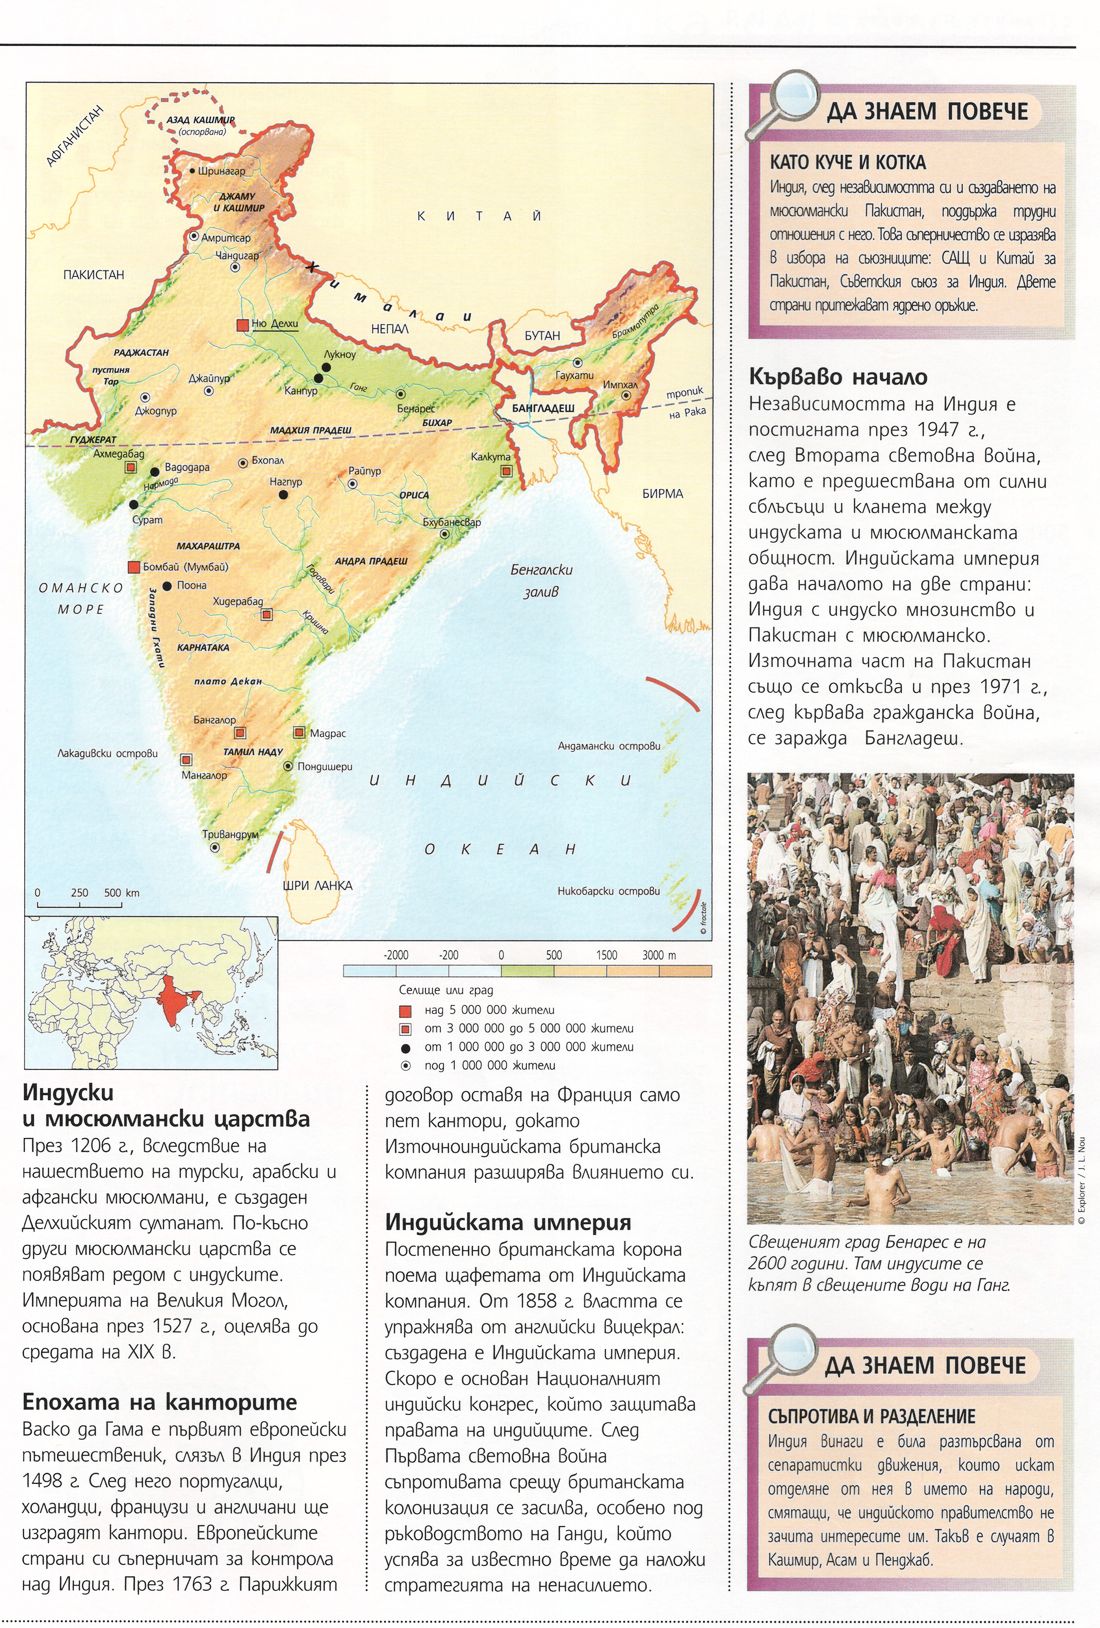 АФГАНИСТАН
АЗАД КАШМИР
(оспорвана)
Шринагар
ДЖАМУ
И КАШМИР
КИТАЙ
Амритсар
Чандигар
ПАКИСТАН
Хималаи
Ню Делхи
НЕПАЛ
БУТАН
Брахмапутра
РАДЖАСТАН
пустиня
Тар
Лукноу
Гаухати
Джайпур
Канпур
Ганг
Импхал
тропик
на Рака
Джодпур
Бенарес
БАНГЛАДЕШ
БИХАР
МАДХИЯ ПРАДЕШ
ГУДЖЕРАТ
Ахмедабад
Вадодара
Бхопал
Калкута
Нармада
Нагпур
Райпур
ОРИСА
БИРМА
Сурат
Бхубанесвар
МАХАРАЩРА
АНДРА ПРАДЕШ
Бомбай (Мумбай)
ОМАНСКО
МОРЕ
Поона
Годавари
Бенгалски
залив
Западни Гхати
Хидерабад
Кришна
КАРНАТАКА
плато Декан
Бангалор
Мадрас
Лакадивски острови
ТАМИЛ НАДУ
Андамански острови
Мангалор
Пондишери
ИНДИЙСКИ
Тривандрум
ОКЕАН
ШРИ ЛАНКА
Никобарски острови
0 250 500 km
© fractale
-2000 -200 0 500 1500 3000 m
Селище или град
над 5 000 000 жители
от 3 000 000 до 5 000 000 жители
от 1 000 000 до 3 000 000 жители
под 1 000 000 жители
Индуски
и мюсюлмански царства
През 1206 г., вследствие на
нашествието на турски, арабски и
афгански мюсюлмани, е създаден
Делхийският султанат. По-късно
други мюсюлмански царства се
появяват редом с индуските.
Империята на Великия Могол,
основана през 1527 г., оцелява до
средата на XIX в.
Епохата на канторите
Васко да Гама е първият европейски
пътешественик, слязъл в Индия през
1498 г. След него португалци,
холандци, французи и англичани ще
изградят кантори. Европейските
страни си съперничат за контрола
над Индия. През 1763 г. Парижкият
договор оставя на Франция само
пет кантори, докато
Източноиндийската британска
компания разширява влиянието си.
Индийската империя
Постепенно британската корона
поема щафетата от Индийската
компания. От 1858 г. властта се
упражнява от английски вицекрал:
създадена е Индийската империя.
Скоро е основан Националният
индийски конгрес, който защитава
правата на индийците. След
Първата световна война
съпротивата срещу британската
колонизация се засилва, особено под
ръководството на Ганди, който
успява за известно време да наложи
стратегията на ненасилието.
ДА ЗНАЕМ ПОВЕЧЕ
КАТО КУЧЕ И КОТКА
Индия, след независимостта си и създаването на
мюсюлмански Пакистан, поддържа трудни
отношения с него. Това съперничество се изразява
в избора на съюзниците: САЩ и Китай за
Пакистан, Съветския съюз за Индия. Двете
страни притежават ядрено оръжие.
Кърваво начало
Независимостта на Индия е
постигната през 1947 г.,
след Втората световна война,
като е предшествана от силни
сблъсъци и кланета между
индуската и мюсюлманската
общност. Индийската империя
дава началото на две страни:
Индия с индуско мнозинство и
Пакистан с мюсюлманско.
Източната част на Пакистан
също се откъсва и през 1971 г.,
след кървава гражданска война,
се заражда Бангладеш.
© Explorer / J. L. Nou
Свещеният град Бенарес е на
2600 години. Там индусите се
къпят в свещените води на Ганг.
ДА ЗНАЕМ ПОВЕЧЕ
СЪПРОТИВА И РАЗДЕЛЕНИЕ
Индия винаги е била разтърсвана от
сепаратистки движения, които искат
отделяне от нея в името на народи,
смятащи, че индийското правителство не
зачита интересите им. Такъв е случаят в
Кашмир, Асам и Пенджаб.